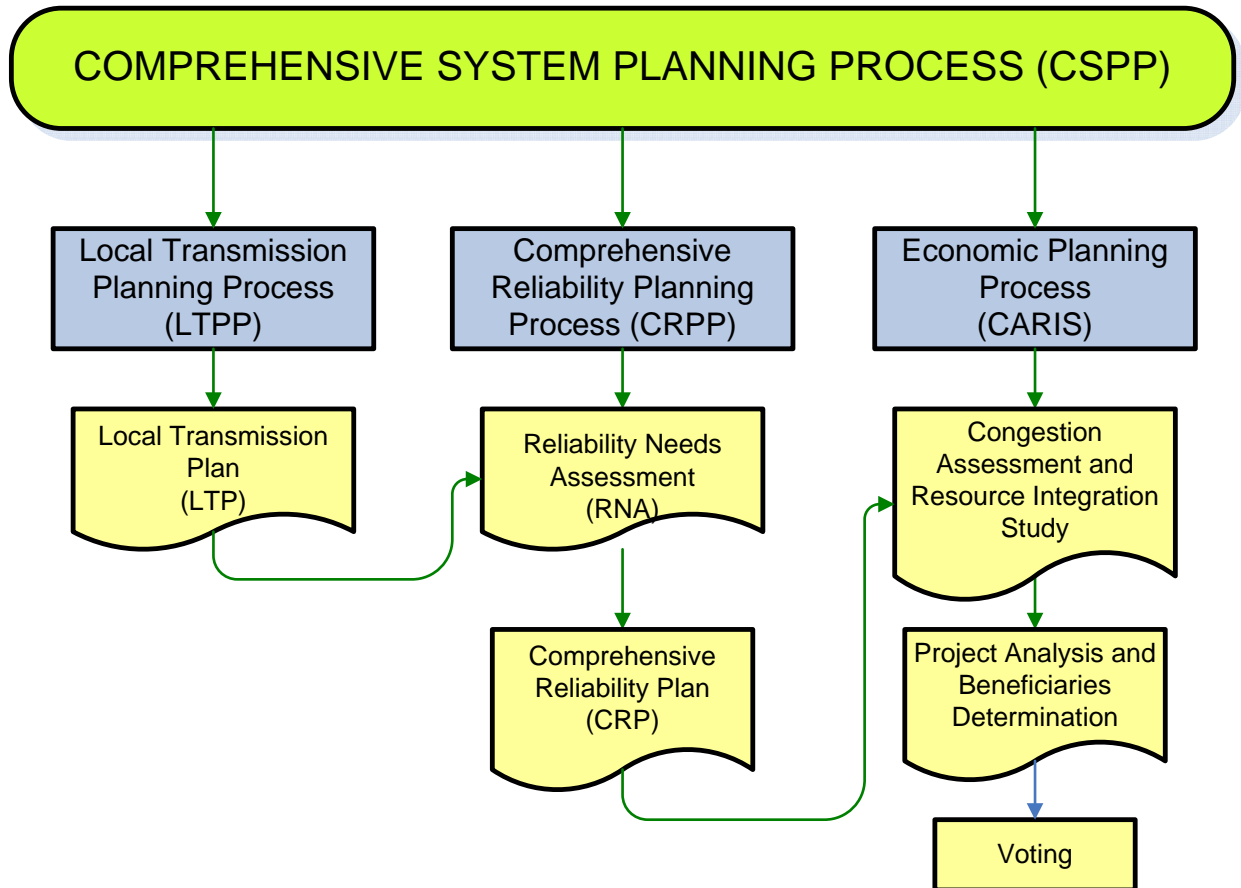 COMPREHENSIVE SYSTEM PLANNING PROCESS (CSPP)
Local Transmission
Planning Process
(LTPP)
Comprehensive
Reliability Planning
Process (CRPP)
Economic Planning
Process
(CARIS)
Local Transmission
Plan
(LTP)
Reliability Needs
Assessment
(RNA)
Congestion
Assessment and
Resource Integration
Study
Comprehensive
Reliability Plan
(CRP)
Project Analysis and
Beneficiaries
Determination
Voting